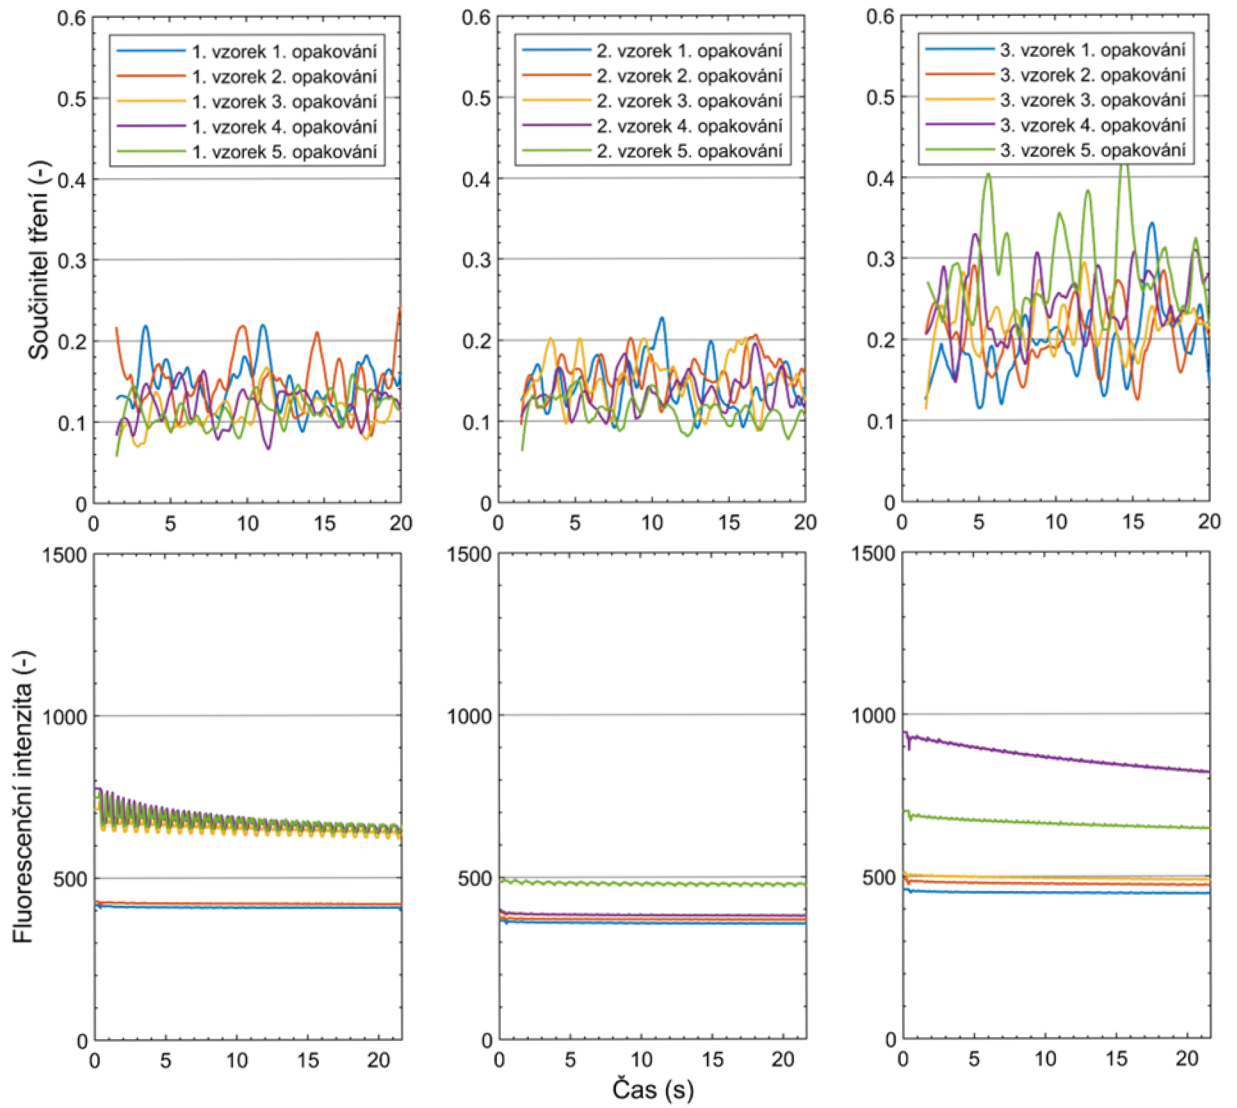 0.6
0.5
0.4
0.3
0.2
0.1
0
0 5 10 15 20
Součinitel tření (-)
1. vzorek 1. opakování
1. vzorek 2. opakování
1. vzorek 3. opakování
1. vzorek 4. opakování
1. vzorek 5. opakování
0.6
0.5
0.4
0.3
0.2
0.1
0
0 5 10 15 20
2. vzorek 1. opakování
2. vzorek 2. opakování
2. vzorek 3. opakování
2. vzorek 4. opakování
2. vzorek 5. opakování
0.6
0.5
0.4
0.3
0.2
0.1
0
0 5 10 15 20
3. vzorek 1. opakování
3. vzorek 2. opakování
3. vzorek 3. opakování
3. vzorek 4. opakování
3. vzorek 5. opakování
1500
1000
500
0
0 5 10 15 20
Fluorescenční intenzita (-)
1500
1000
500
0
0 5 10 15 20
1500
1000
500
0
0 5 10 15 20
Čas (s)